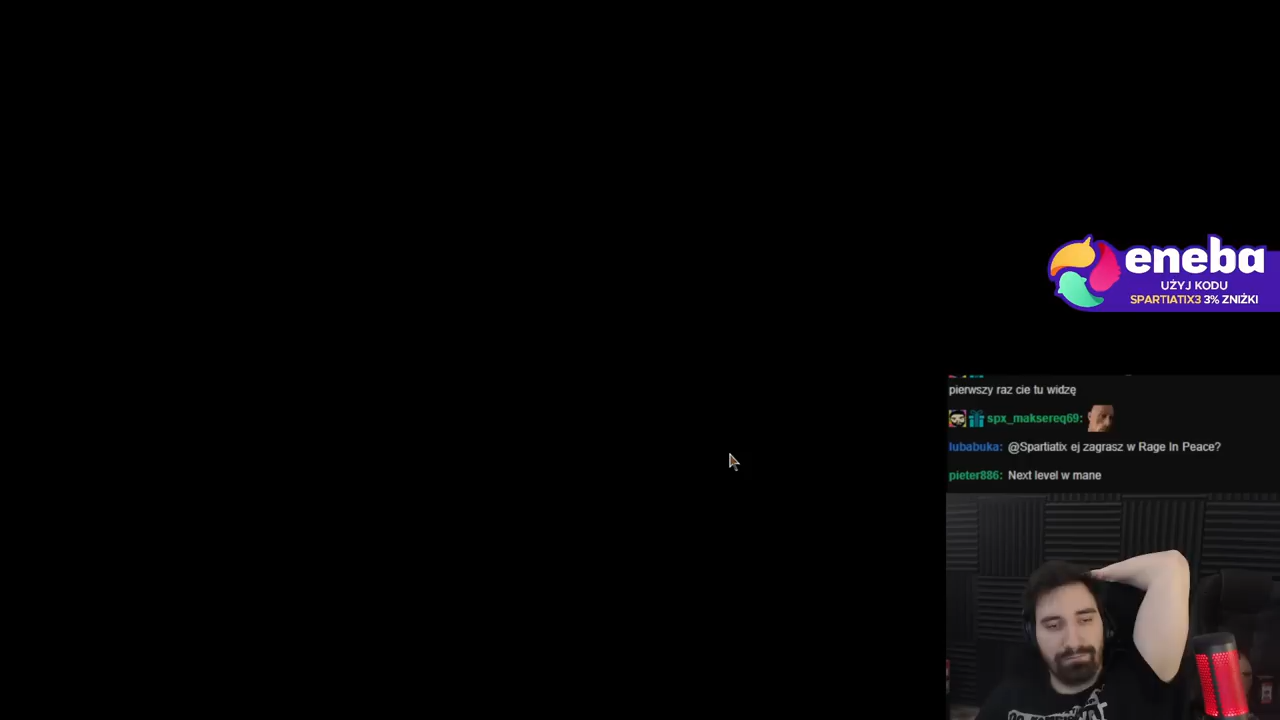 eneba
UŻYJ KODU
SPARTIATIX3 3% ZNIŻKI
pierwszy raz cie tu widzę
spx_maksereq69:
lubabuka: @Spartiatix ej zagrasz w Rage In Peace?
pieter886: Next level w mane